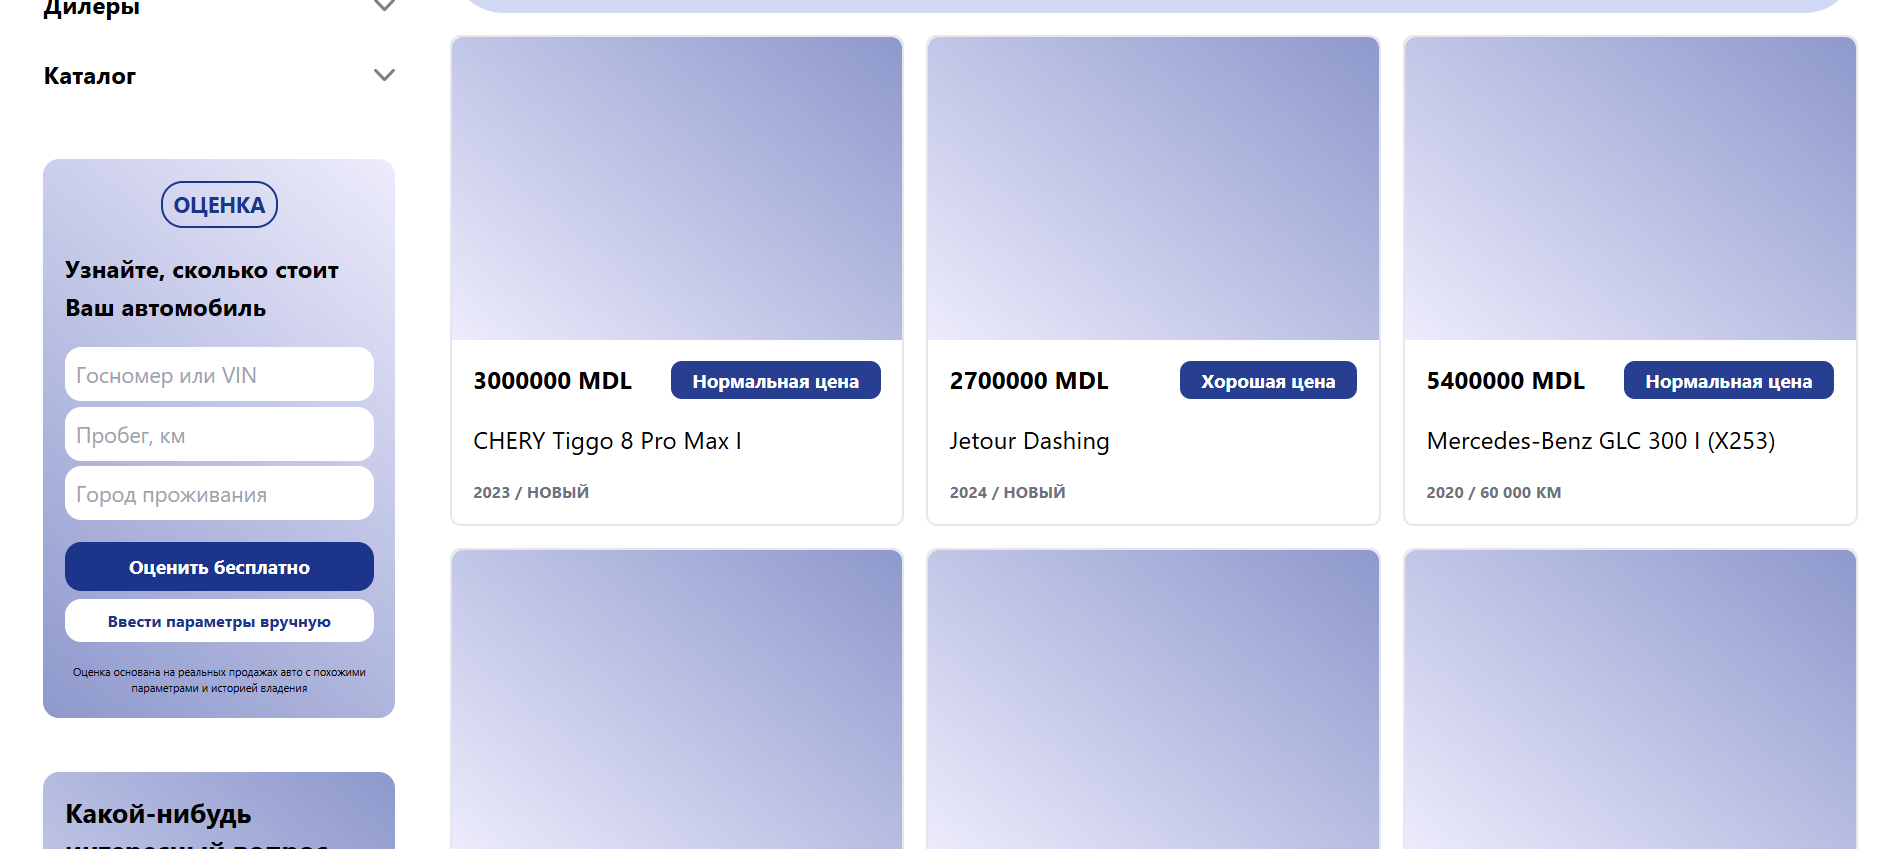 Дилеры
Каталог
ОЦЕНКА
Узнайте, сколько стоит
Ваш автомобиль
Госномер или VIN
Пробег, км
Город проживания
Оценить бесплатно
Ввести параметры вручную
Оценка основана на реальных продажах авто с похожими
параметрами и историей владения
Какой-нибудь
интересный вопрос
3000000 MDL
Нормальная цена
CHERY Tiggo 8 Pro Max I
2023 / НОВЫЙ
2700000 MDL
Хорошая цена
Jetour Dashing
2024 / НОВЫЙ
5400000 MDL
Нормальная цена
Mercedes-Benz GLC 300 I (X253)
2020 / 60 000 КМ